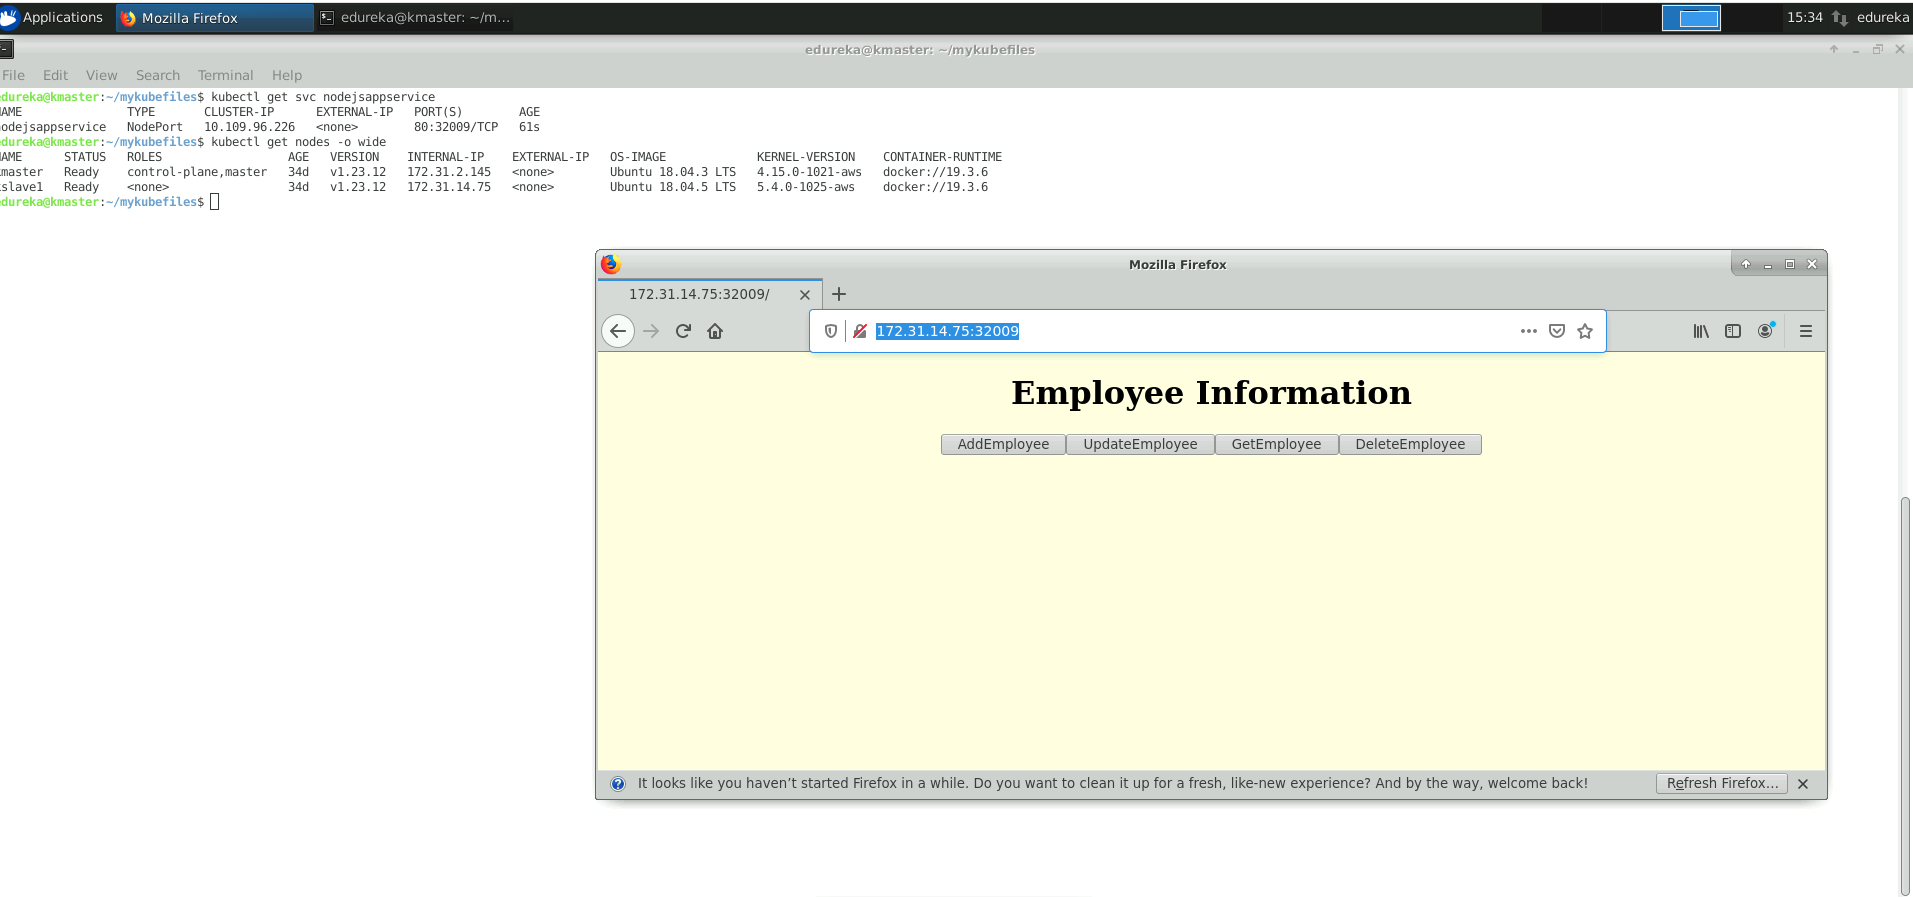 Applications Mozilla Firefox edureka@kmaster: ~/m... 15:34 edureka
edureka@kmaster: ~/mykubefiles
File Edit View Search Terminal Help
dureka@kmaster:~/mykubefiles$ kubectl get svc nodejsappservice
AME TYPE CLUSTER-IP EXTERNAL-IP PORT(S) AGE
odejsappservice NodePort 10.109.96.226 <none> 80:32009/TCP 61s
dureka@kmaster:~/mykubefiles$ kubectl get nodes -o wide
AME STATUS ROLES AGE VERSION INTERNAL-IP EXTERNAL-IP OS-IMAGE KERNEL-VERSION CONTAINER-RUNTIME
master Ready control-plane,master 34d v1.23.12 172.31.2.145 <none> Ubuntu 18.04.3 LTS 4.15.0-1021-aws docker://19.3.6
slave1 Ready <none> 34d v1.23.12 172.31.14.75 <none> Ubuntu 18.04.5 LTS 5.4.0-1025-aws docker://19.3.6
dureka@kmaster:~/mykubefiles$
Mozilla Firefox
172.31.14.75:32009/
172.31.14.75:32009
Employee Information
AddEmployee UpdateEmployee GetEmployee DeleteEmployee
It looks like you haven’t started Firefox in a while. Do you want to clean it up for a fresh, like-new experience? And by the way, welcome back! Refresh Firefox…